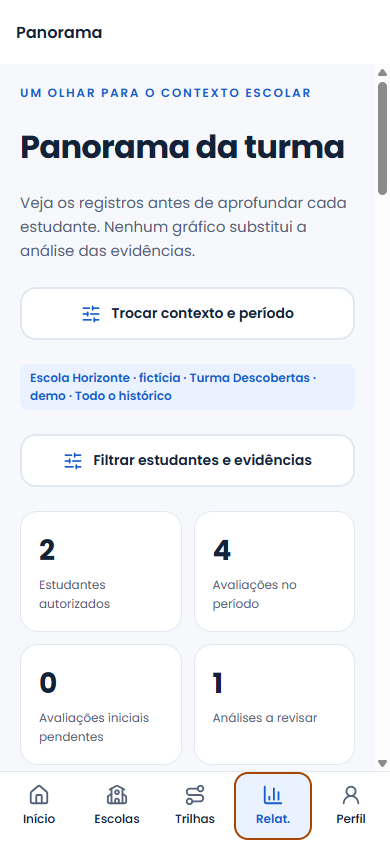 Panorama
UM OLHAR PARA O CONTEXTO ESCOLAR
Panorama da turma
Veja os registros antes de aprofundar cada
estudante. Nenhum gráfico substitui a
análise das evidências.
Trocar contexto e período
Escola Horizonte · fictícia · Turma Descobertas ·
demo · Todo o histórico
Filtrar estudantes e evidências
2
Estudantes
autorizados
4
Avaliações no
período
0
Avaliações iniciais
pendentes
1
Análises a revisar
Início
Escolas
Trilhas
Relat.
Perfil